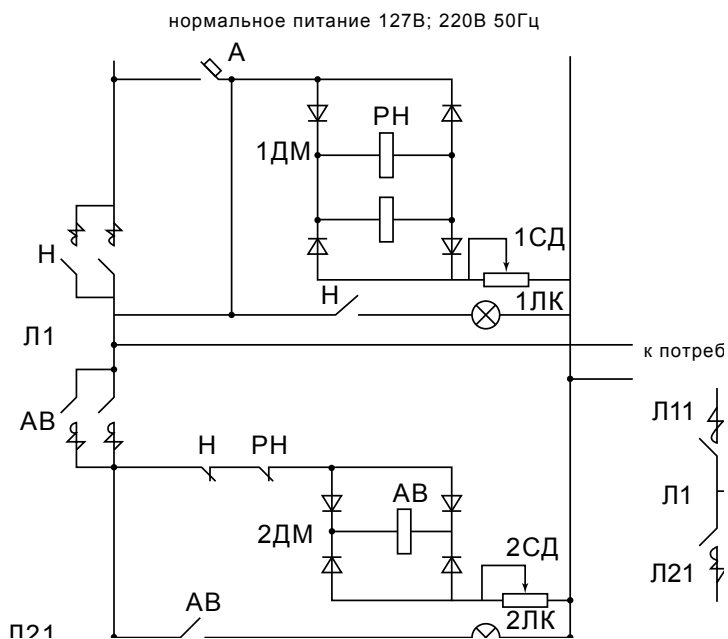 нормальное питание 127В; 220В 50Гц
А
РН
1ДМ
1СД
Н
Н
1ЛК
Л1
к потреб
АВ
Л11
Н
РН
АВ
Л1
2ДМ
2СД
Л21
АВ
2ЛК
Л21